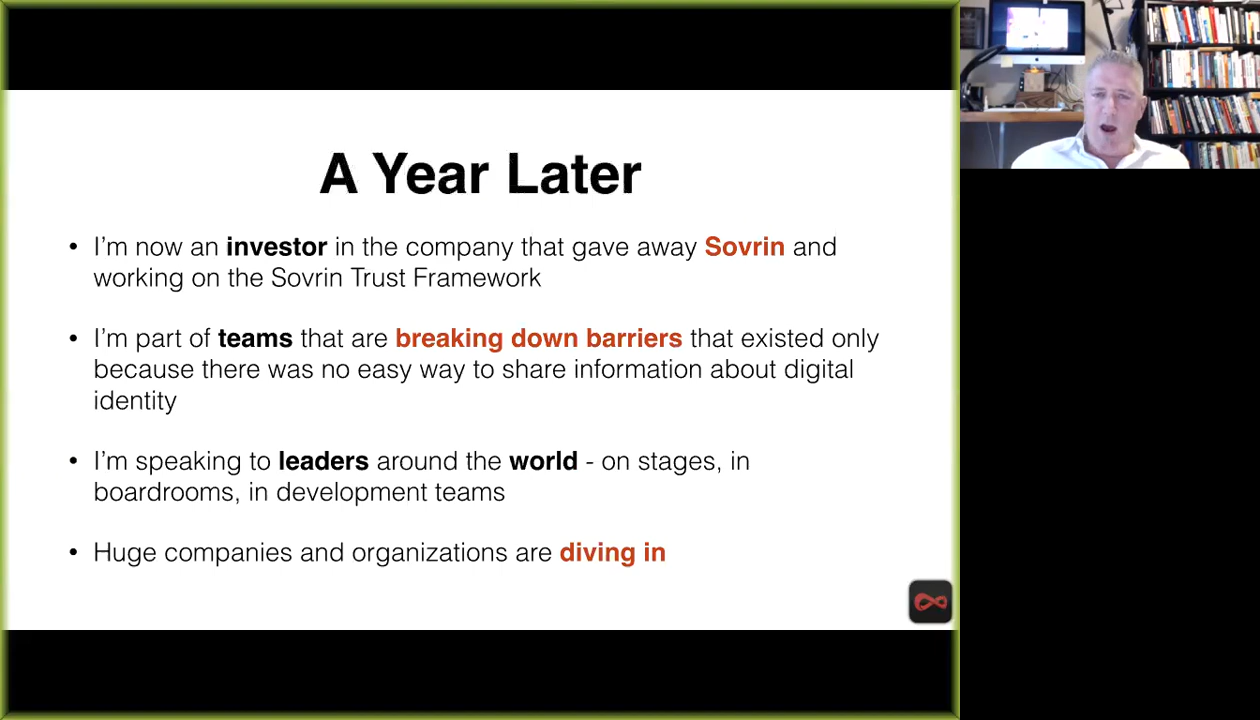 A Year Later
• I'm now an investor in the company that gave away Sovrin and
working on the Sovrin Trust Framework
• I'm part of teams that are breaking down barriers that existed only
because there was no easy way to share information about digital
identity
• I'm speaking to leaders around the world - on stages, in
boardrooms, in development teams
• Huge companies and organizations are diving in